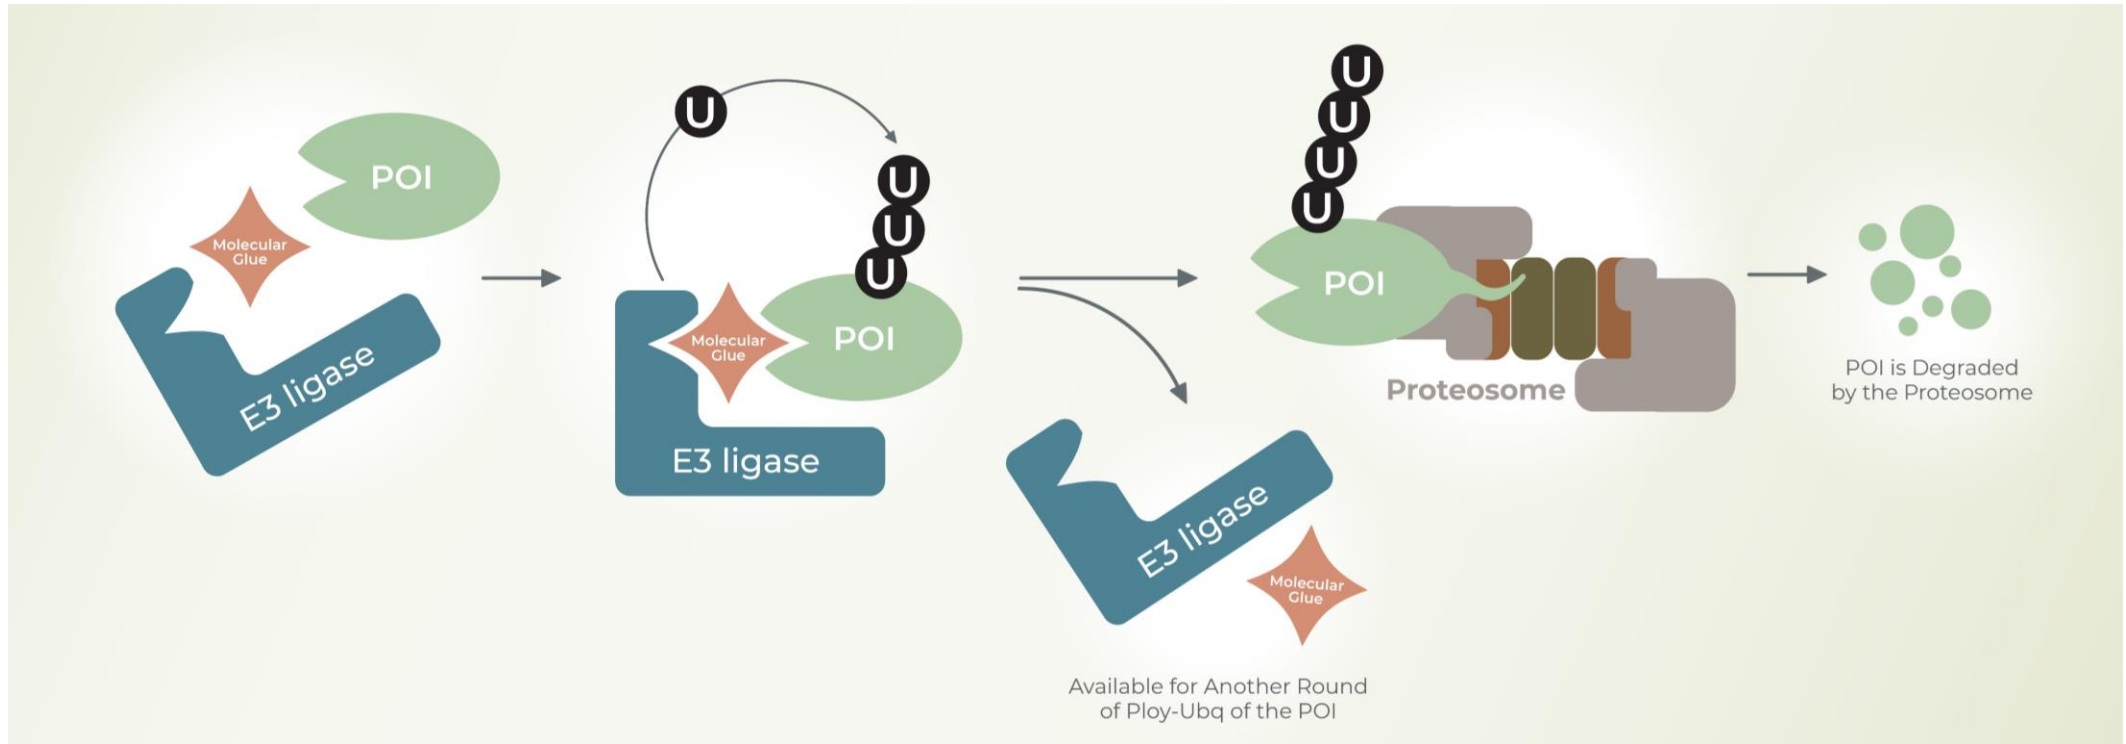 POI
Molecular
Glue
E3 ligase
U
U
U
U
Molecular
Glue
POI
E3 ligase
U
U
U
U
POI
Proteosome
E3 ligase
Molecular
Glue
Available for Another Round
of Ploy-Ubq of the POI
POI is Degraded
by the Proteosome